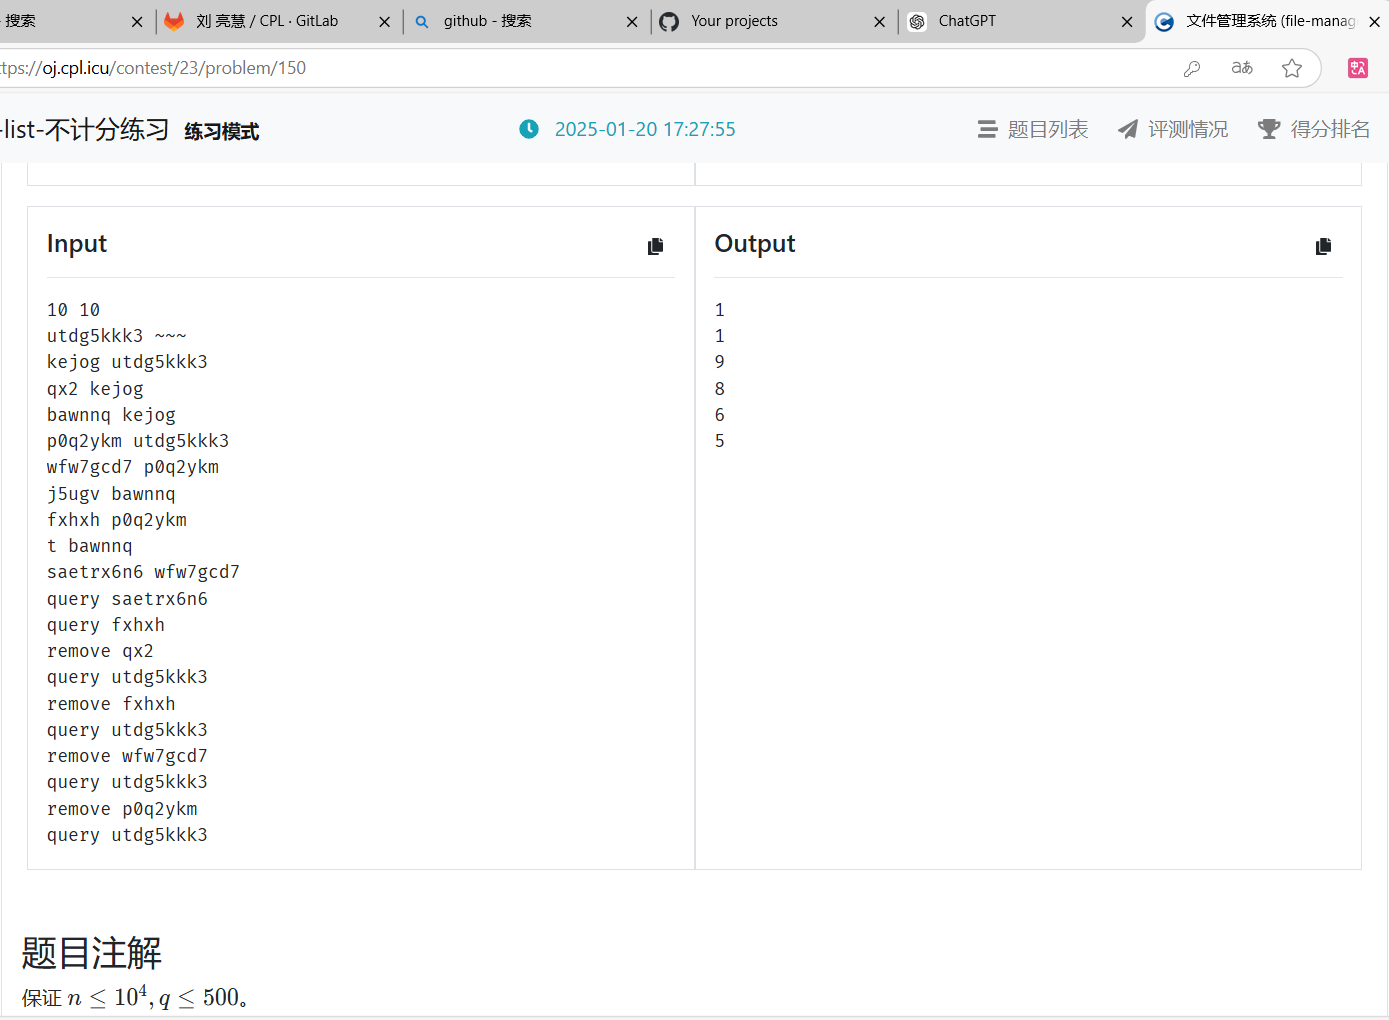 - 搜索
刘 亮慧 / CPL · GitLab
github - 搜索
Your projects
ChatGPT
文件管理系统 (file-manag
ttps://oj.cpl.icu/contest/23/problem/150
-list-不计分练习 练习模式
2025-01-20 17:27:55
题目列表
评测情况
得分排名
Input
10 10
utdg5kkk3 ~~~
kejog utdg5kkk3
qx2 kejog
bawnnq kejog
p0q2ykm utdg5kkk3
wfw7gcd7 p0q2ykm
j5ugv bawnnq
fxhxh p0q2ykm
t bawnnq
saetrx6n6 wfw7gcd7
query saetrx6n6
query fxhxh
remove qx2
query utdg5kkk3
remove fxhxh
query utdg5kkk3
remove wfw7gcd7
query utdg5kkk3
remove p0q2ykm
query utdg5kkk3
Output
1
1
9
8
6
5
题目注解
保证 n ≤ 10⁴, q ≤ 500。